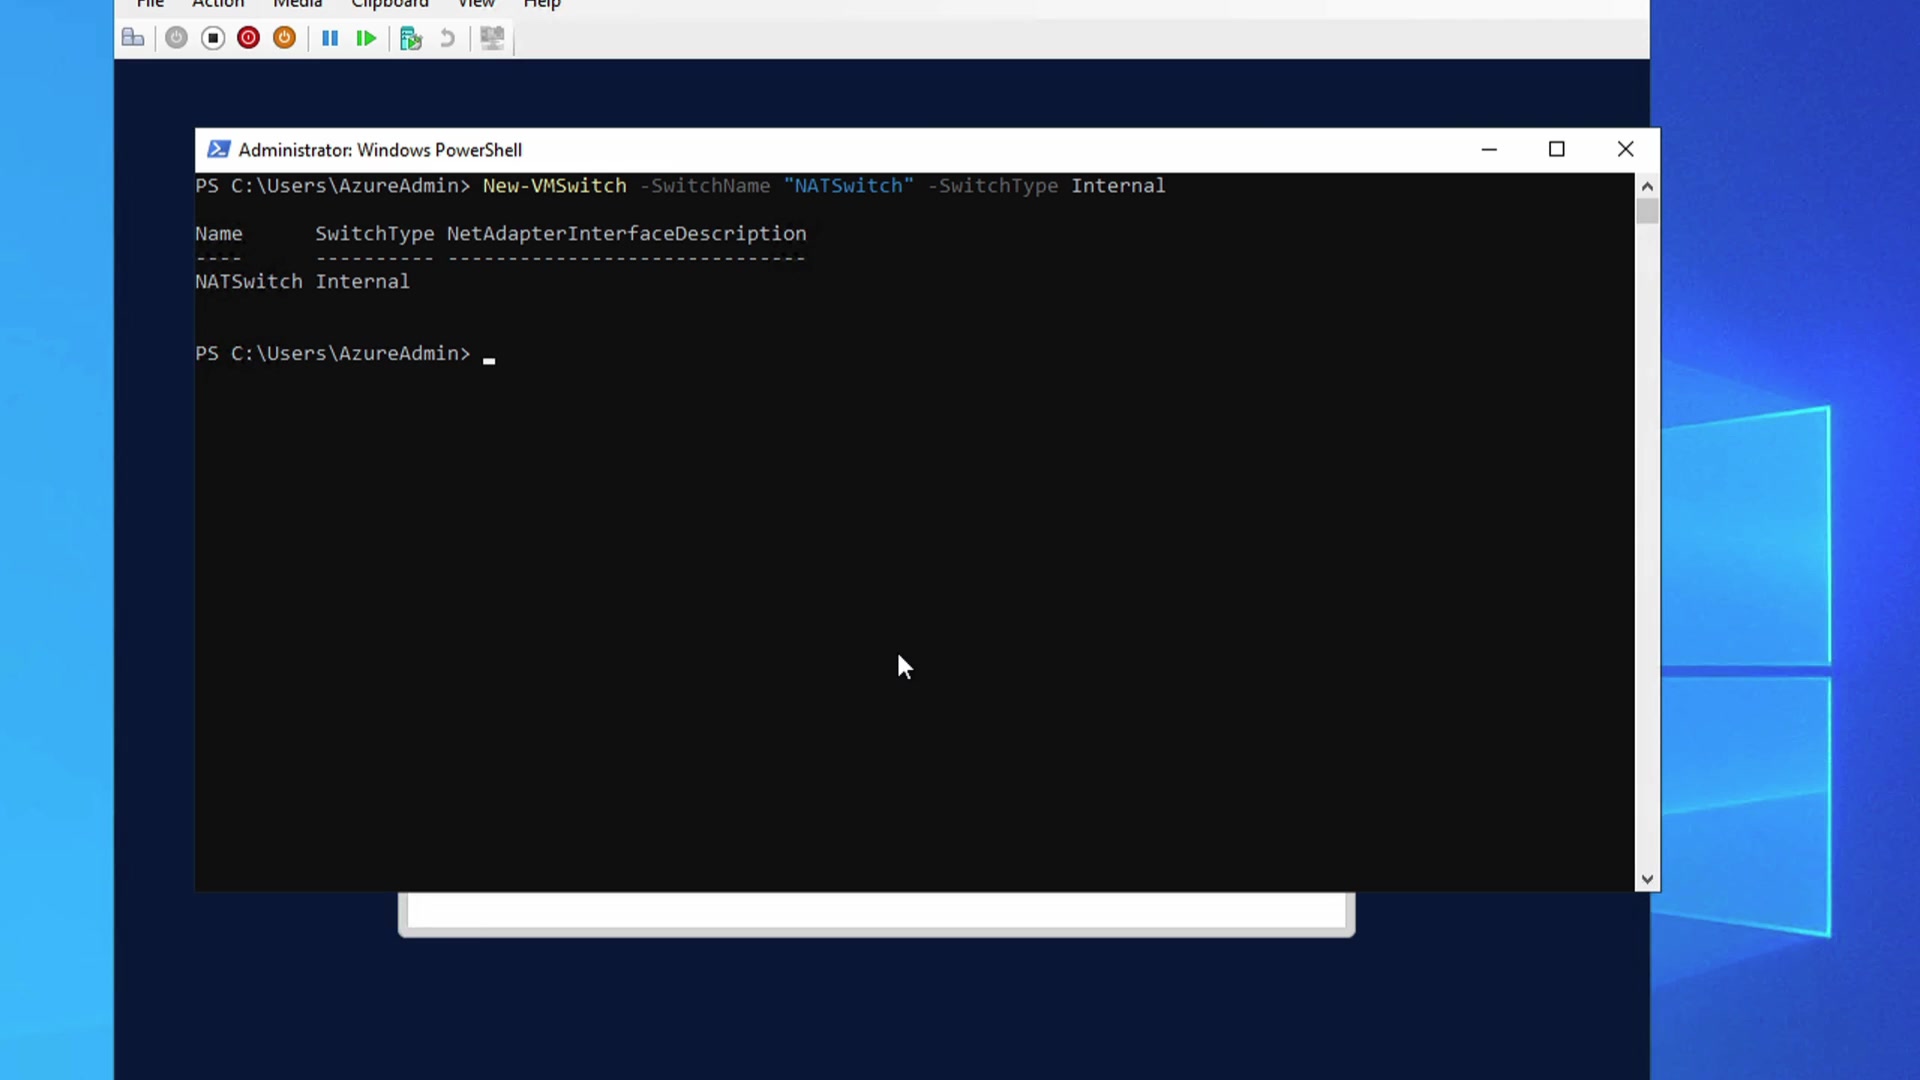 File Action Media Clipboard View Help
Administrator: Windows PowerShell
PS C:\Users\AzureAdmin> New-VMSwitch -SwitchName "NATSwitch" -SwitchType Internal
Name SwitchType NetAdapterInterfaceDescription
---- ---------- ------------------------------
NATSwitch Internal
PS C:\Users\AzureAdmin>